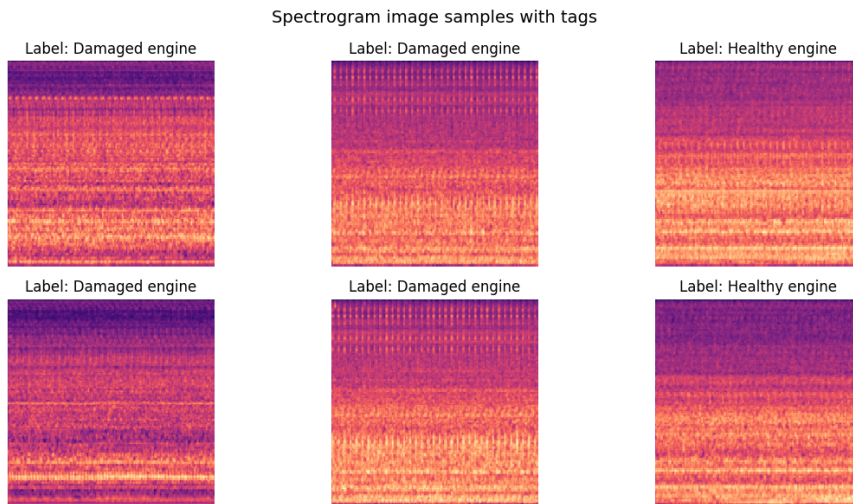 Spectrogram image samples with tags
Label: Damaged engine
Label: Damaged engine
Label: Healthy engine
Label: Damaged engine
Label: Damaged engine
Label: Healthy engine